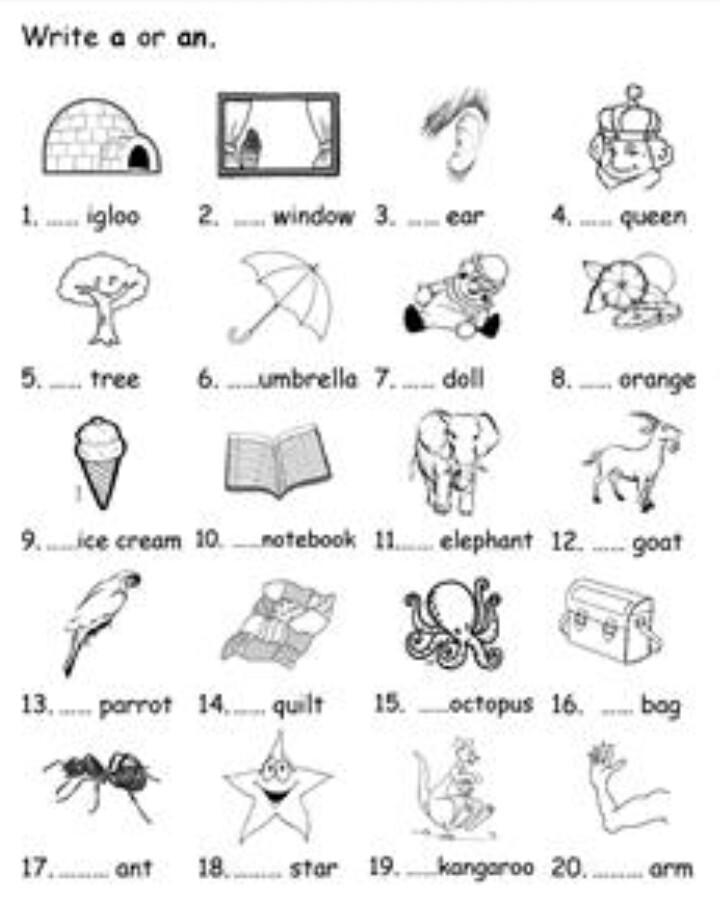 Write a or an.
1. ...... igloo 2. ...... window 3. ...... ear 4. ...... queen
5. ...... tree 6. ......umbrella 7. ...... doll 8. ...... orange
9. ......ice cream 10. ......notebook 11....... elephant 12. ...... goat
13. ...... parrot 14. ...... quilt 15. ......octopus 16. ...... bag
17. ......... ant 18. ......... star 19. ......kangaroo 20. ......... arm